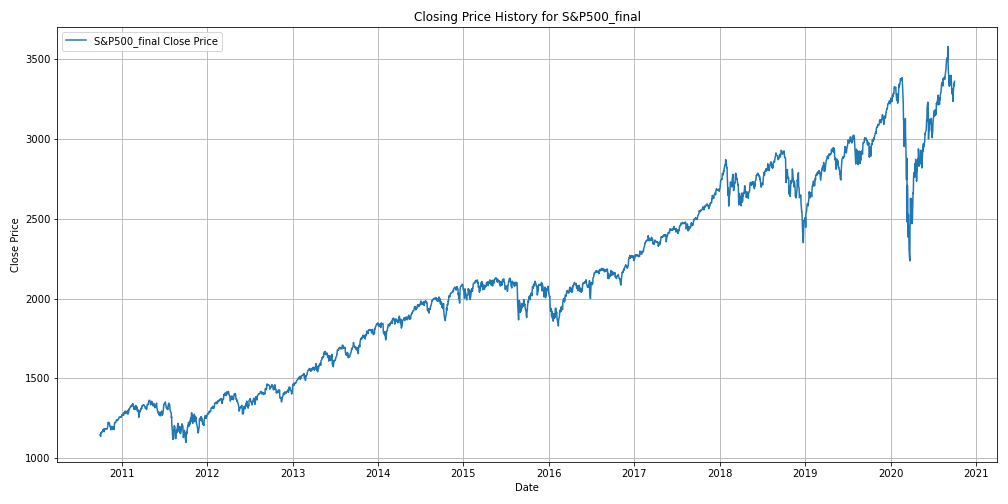 Closing Price History for S&P500_final
S&P500_final Close Price
Close Price
3500
3000
2500
2000
1500
1000
2011 2012 2013 2014 2015 2016 2017 2018 2019 2020 2021
Date